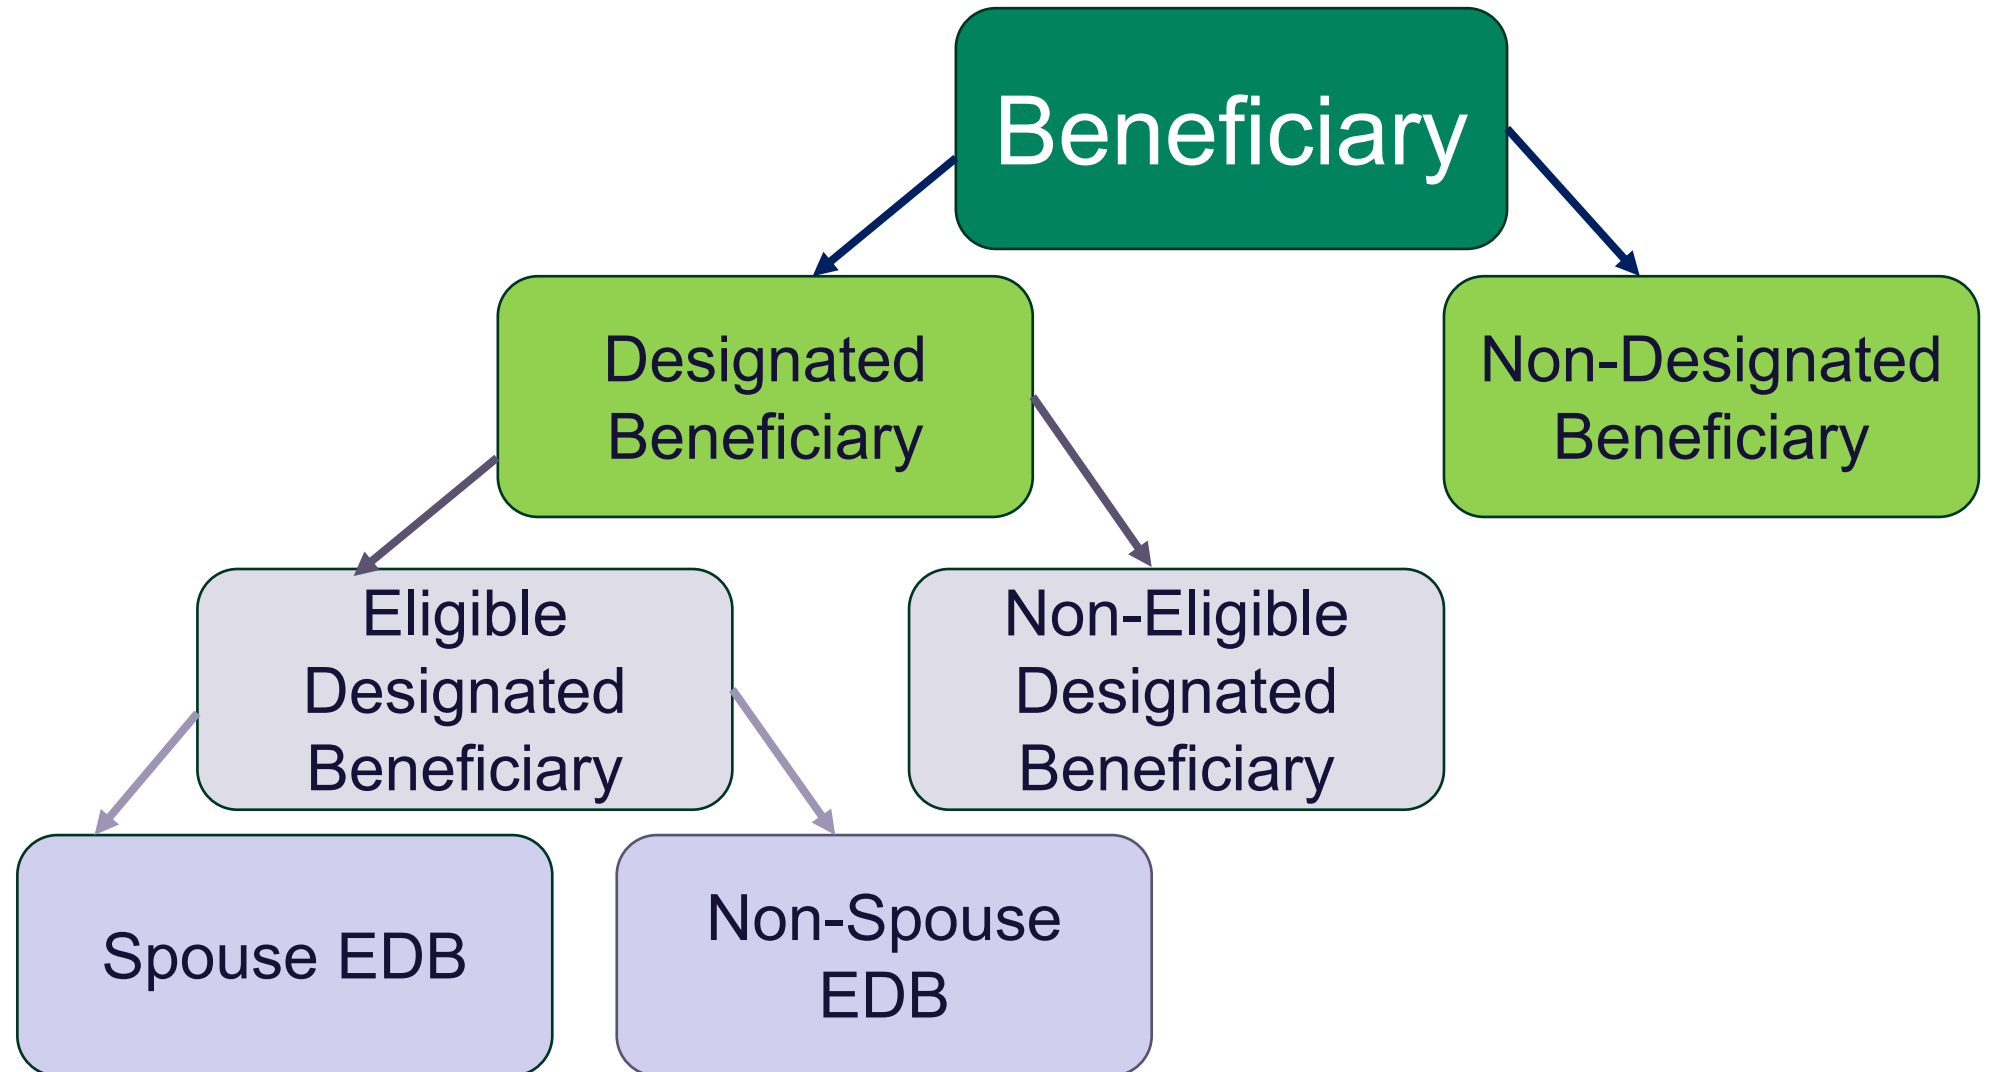 Beneficiary
Designated
Beneficiary
Non-Designated
Beneficiary
Eligible
Designated
Beneficiary
Non-Eligible
Designated
Beneficiary
Spouse EDB
Non-Spouse
EDB